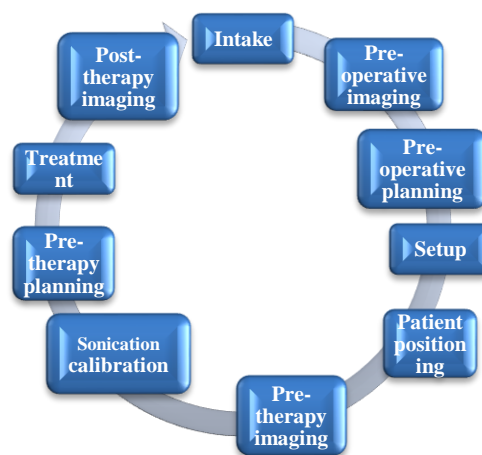 Intake
Pre-
operative
imaging
Pre-
operative
planning
Setup
Patient
position
ing
Pre-
therapy
imaging
Sonication
calibration
Pre-
therapy
planning
Treatme
nt
Post-
therapy
imaging